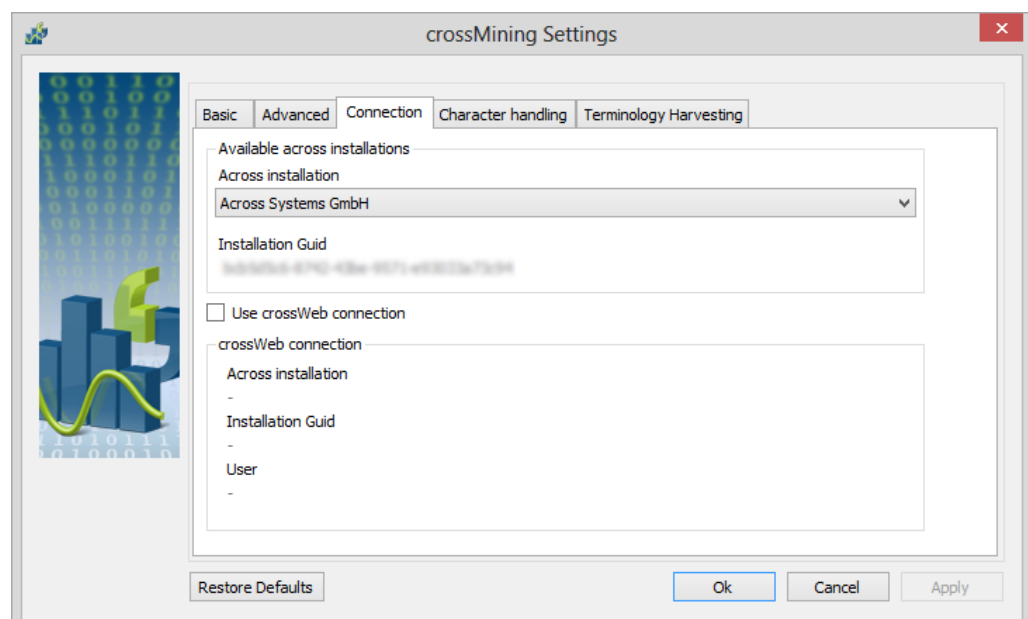 crossMining Settings
Basic Advanced Connection Character handling Terminology Harvesting
Available across installations
Across installation
Across Systems GmbH
Installation Guid
Use crossWeb connection
crossWeb connection
Across installation
-
Installation Guid
-
User
-
Restore Defaults Ok Cancel Apply